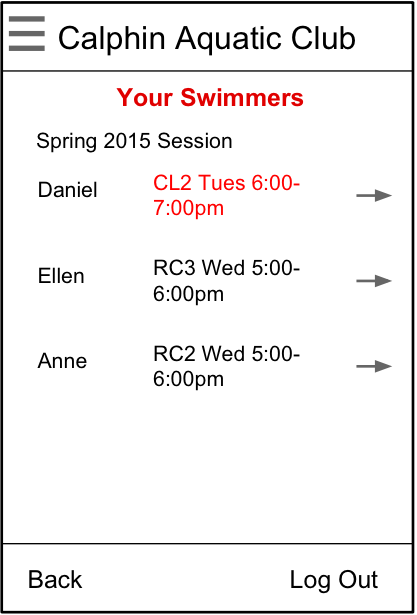 Calphin Aquatic Club
Your Swimmers
Spring 2015 Session
Daniel
CL2 Tues 6:00-
7:00pm
Ellen
RC3 Wed 5:00-
6:00pm
Anne
RC2 Wed 5:00-
6:00pm
Back
Log Out